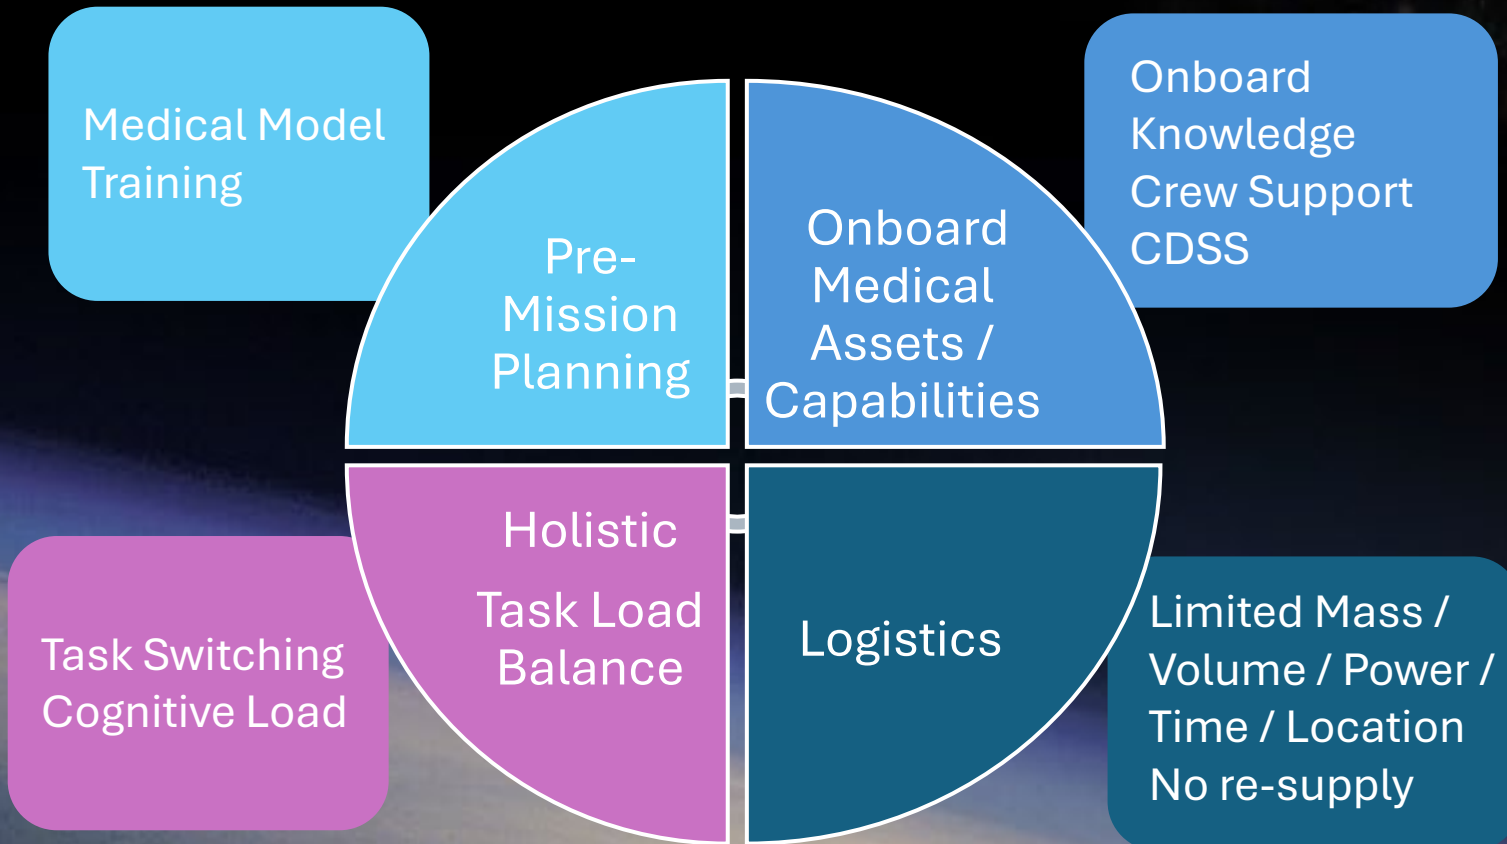 Medical Model
Training
Pre-
Mission
Planning
Onboard
Medical
Assets /
Capabilities
Onboard
Knowledge
Crew Support
CDSS
Task Switching
Cognitive Load
Holistic
Task Load
Balance
Logistics
Limited Mass /
Volume / Power /
Time / Location
No re-supply